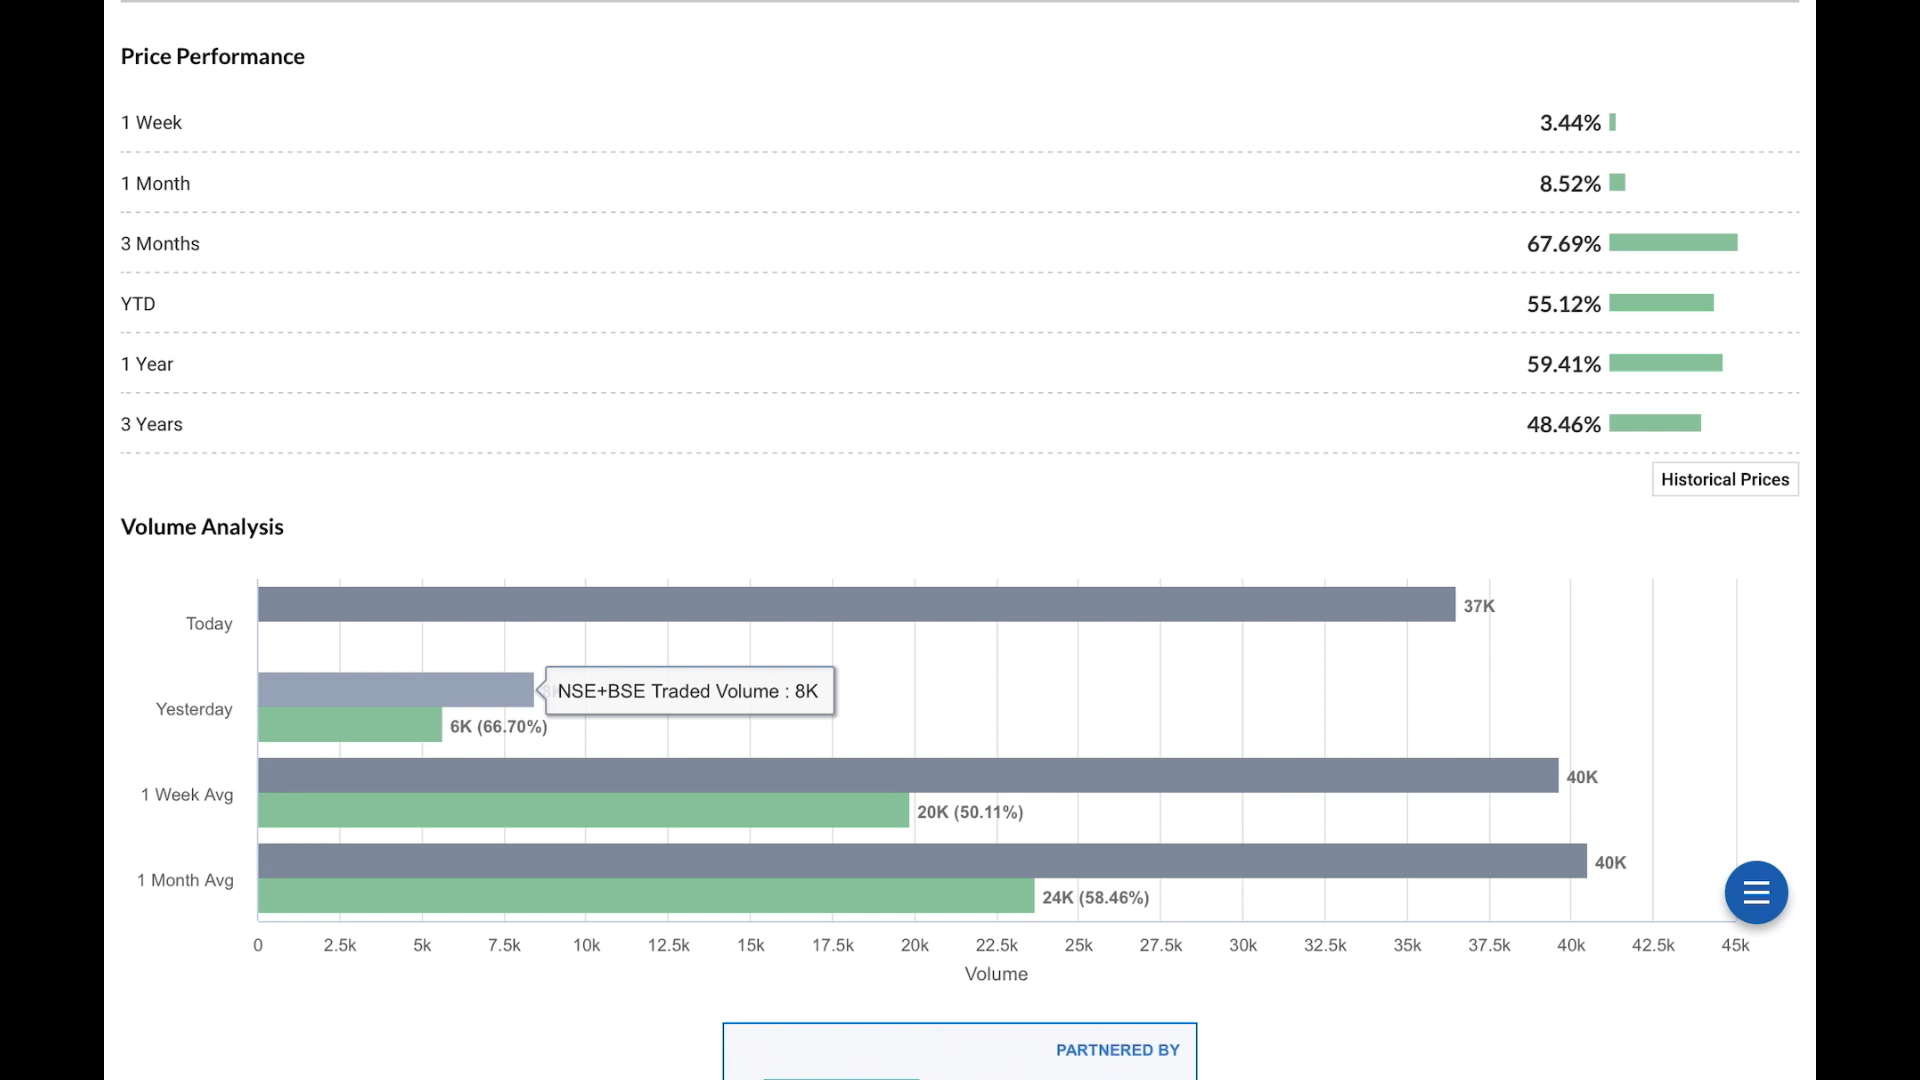 Price Performance
1 Week 3.44%
1 Month 8.52%
3 Months 67.69%
YTD 55.12%
1 Year 59.41%
3 Years 48.46%
Historical Prices
Volume Analysis
Today 37K
NSE+BSE Traded Volume : 8K
Yesterday
6K (66.70%)
40K
1 Week Avg
20K (50.11%)
40K
1 Month Avg
24K (58.46%)
0 2.5k 5k 7.5k 10k 12.5k 15k 17.5k 20k 22.5k 25k 27.5k 30k 32.5k 35k 37.5k 40k 42.5k 45k
Volume
PARTNERED BY